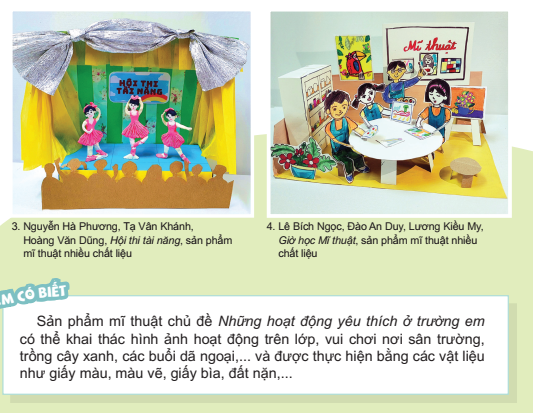 HỘI THI
TÀI NĂNG
Mĩ thuật
3. Nguyễn Hà Phương, Tạ Vân Khánh,
Hoàng Văn Dũng, Hội thi tài năng, sản phẩm
mĩ thuật nhiều chất liệu
4. Lê Bích Ngọc, Đào An Duy, Lương Kiều My,
Giờ học Mĩ thuật, sản phẩm mĩ thuật nhiều
chất liệu
EM CÓ BIẾT
Sản phẩm mĩ thuật chủ đề Những hoạt động yêu thích ở trường em
có thể khai thác hình ảnh hoạt động trên lớp, vui chơi nơi sân trường,
trồng cây xanh, các buổi dã ngoại,... và được thực hiện bằng các vật liệu
như giấy màu, màu vẽ, giấy bìa, đất nặn,...